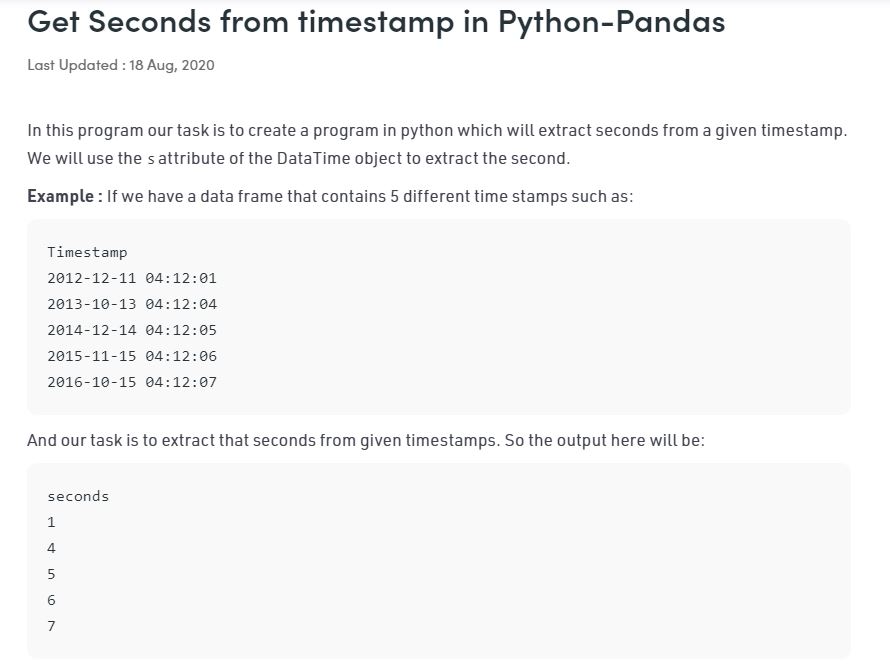 Get Seconds from timestamp in Python-Pandas
Last Updated : 18 Aug, 2020
In this program our task is to create a program in python which will extract seconds from a given timestamp.
We will use the s attribute of the DataTime object to extract the second.
Example : If we have a data frame that contains 5 different time stamps such as:
Timestamp
2012-12-11 04:12:01
2013-10-13 04:12:04
2014-12-14 04:12:05
2015-11-15 04:12:06
2016-10-15 04:12:07
And our task is to extract that seconds from given timestamps. So the output here will be:
seconds
1
4
5
6
7